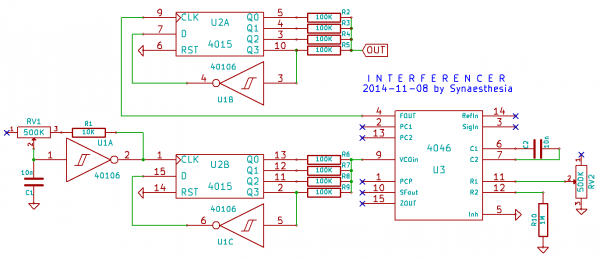 9 CLK Q0 5 R2 100K
U2A Q1 4 R3 100K
7 D Q2 3 R4 100K
6 RST 4015 Q3 10 R5 100K OUT
40106
4 3
U1B
INTERFERENCER
2014-11-08 by Synaesthesia
4 FOUT RefIn 14
2 PC1 SigIn 3
13 PC2
RV1
1 500K 3 R1 10K
2
U1A
1 2
40106
10n
C1
1 CLK Q0 13 R6 100K
U2B Q1 12 R7 100K
15 D Q2 11 R8 100K
14 RST 4015 Q3 2 R9 100K
40106
6 5
U1C
4046
U3
C1 6 C2 10n
9 VCOin C2 7
1 PCP R1 11
10 SFout R2 12
15 ZOUT
Inh 5
R10 1M
1
2 500K RV2
3